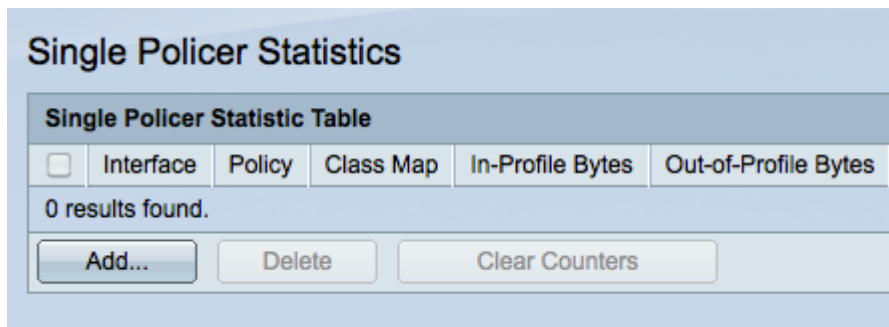 Single Policer Statistics
Single Policer Statistic Table
Interface Policy Class Map In-Profile Bytes Out-of-Profile Bytes
0 results found.
Add... Delete Clear Counters